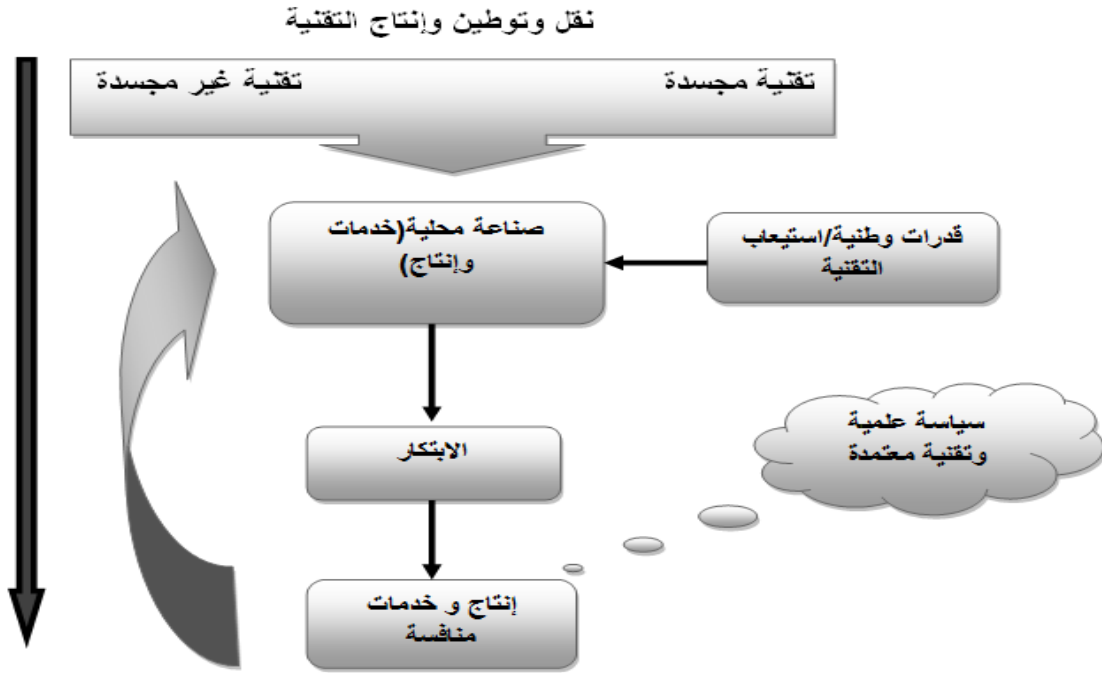 نقل وتوطين وإنتاج التقنية
تقنية مجسدة
تقنية غير مجسدة
صناعة محلية(خدمات
وإنتاج)
قدرات وطنية/استيعاب
التقنية
الابتكار
سياسة علمية
وتقنية معتمدة
إنتاج و خدمات
منافسة